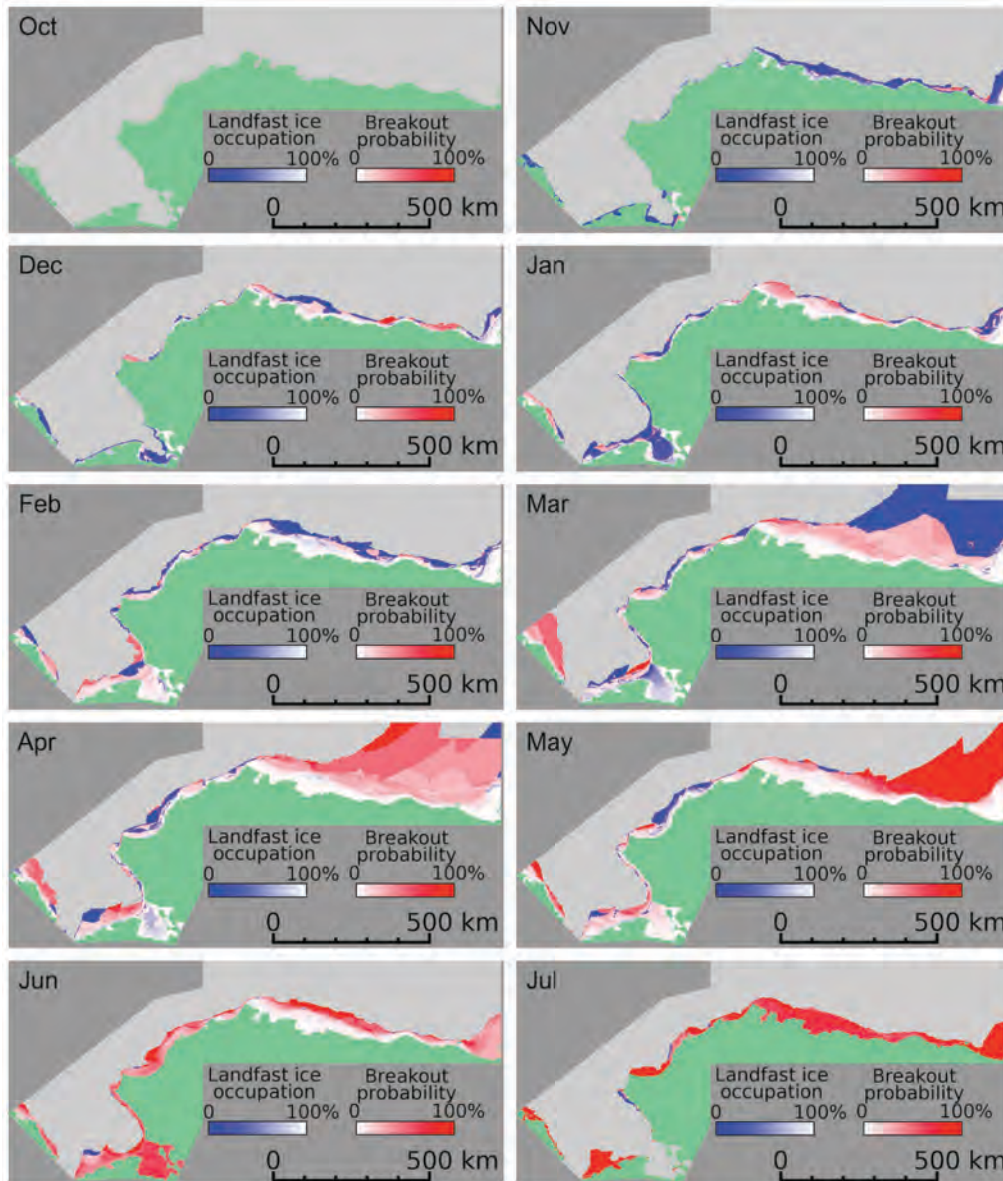 Oct
Landfast ice occupation
0 100%
Breakout probability
0 100%
0 500 km
Nov
Landfast ice occupation
0 100%
Breakout probability
0 100%
0 500 km
Dec
Landfast ice occupation
0 100%
Breakout probability
0 100%
0 500 km
Jan
Landfast ice occupation
0 100%
Breakout probability
0 100%
0 500 km
Feb
Landfast ice occupation
0 100%
Breakout probability
0 100%
0 500 km
Mar
Landfast ice occupation
0 100%
Breakout probability
0 100%
0 500 km
Apr
Landfast ice occupation
0 100%
Breakout probability
0 100%
0 500 km
May
Landfast ice occupation
0 100%
Breakout probability
0 100%
0 500 km
Jun
Landfast ice occupation
0 100%
Breakout probability
0 100%
0 500 km
Jul
Landfast ice occupation
0 100%
Breakout probability
0 100%
0 500 km